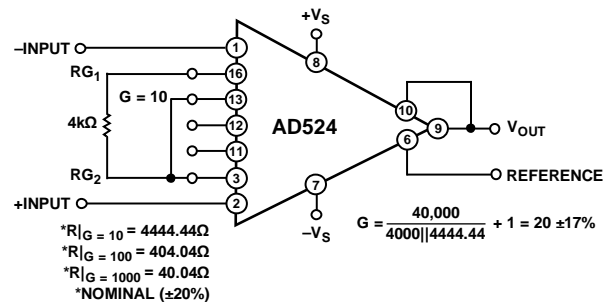 +VS
–INPUT
1
8
RG1
16
G = 10
13
10
4kΩ
12
AD524
9
VOUT
11
6
RG2
3
REFERENCE
7
+INPUT
2
–VS
G = 40,000 / 4000||4444.44 + 1 = 20 ±17%
*R|G = 10 = 4444.44Ω
*R|G = 100 = 404.04Ω
*R|G = 1000 = 40.04Ω
*NOMINAL (±20%)